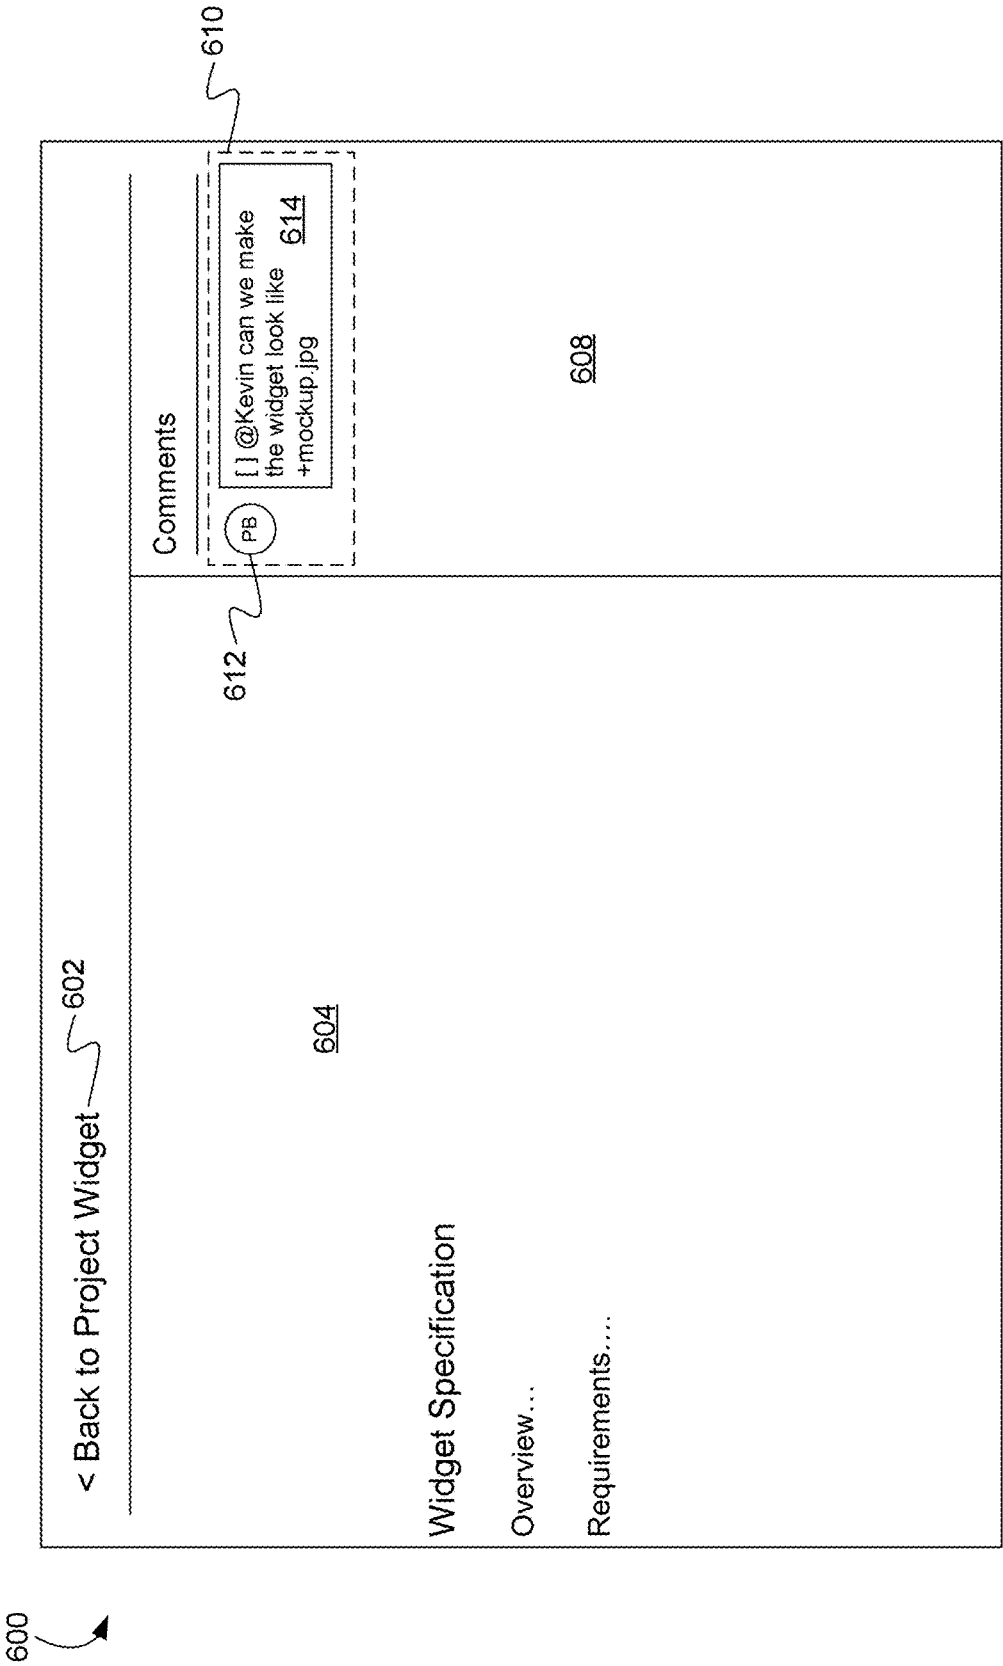 600
< Back to Project Widget
602
Comments
610
612
PB
[ ] @Kevin can we make
the widget look like
+mockup.jpg
614
604
608
Widget Specification
Overview...
Requirements....